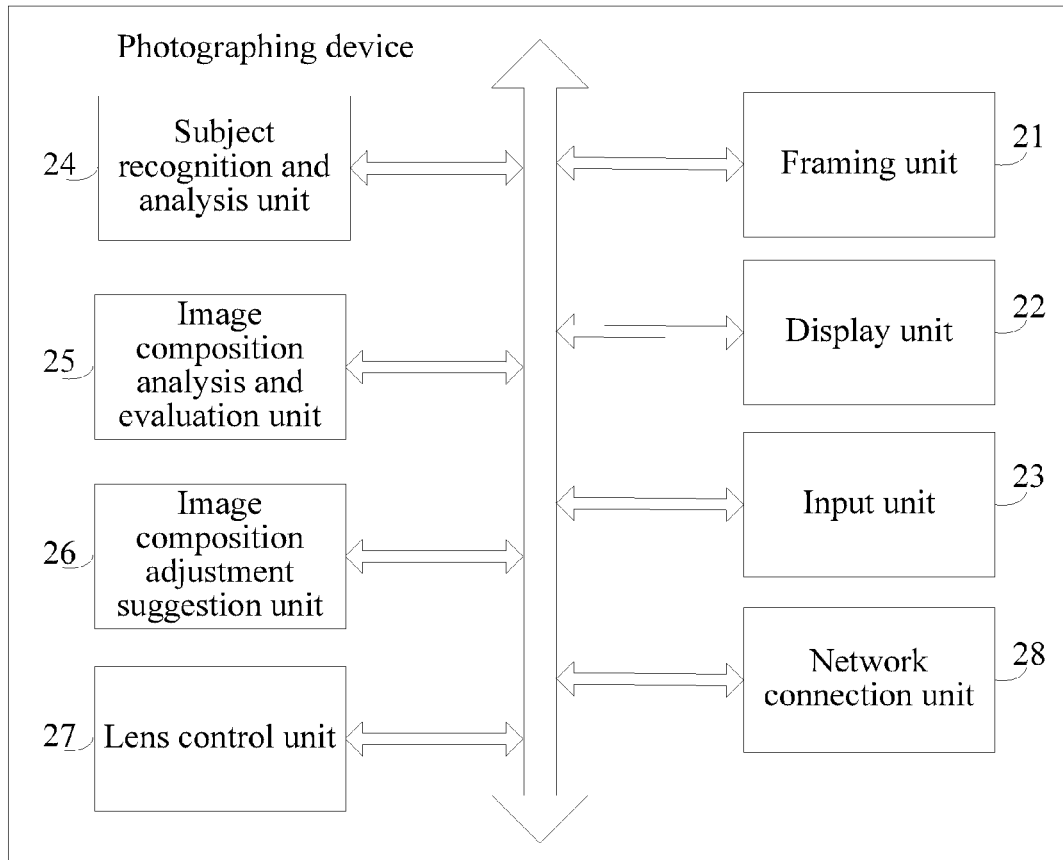 Photographing device
24
Subject
recognition and
analysis unit
25
Image
composition
analysis and
evaluation unit
26
Image
composition
adjustment
suggestion unit
27
Lens control unit
21
Framing unit
22
Display unit
23
Input unit
28
Network
connection unit